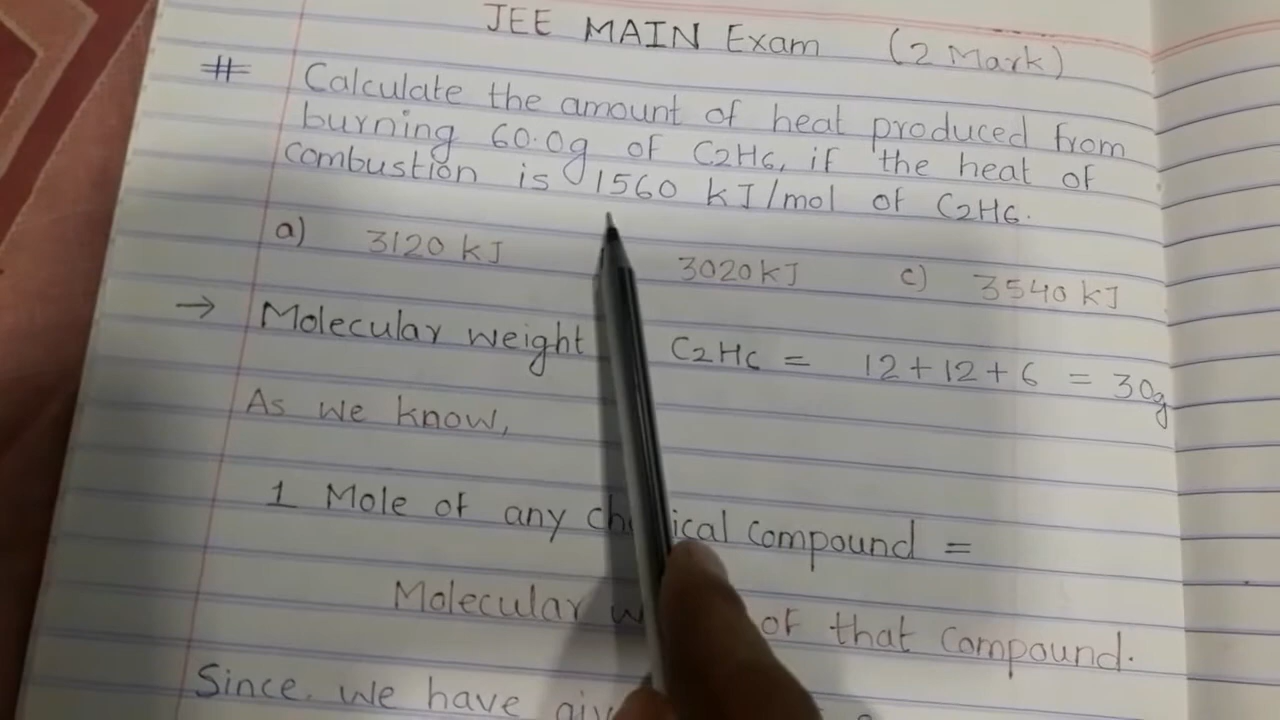 JEE MAIN Exam (2 Mark)
# Calculate the amount of heat produced from
burning 60.0g of C2H6, if the heat of
combustion is 1560 kJ/mol of C2H6.
a) 3120 kJ 3020 kJ c) 3540 kJ
→ Molecular weight C2H6 = 12+12+6 = 30g
As we know,
1 Mole of any compound =
Molecular of that compound.
Since we have